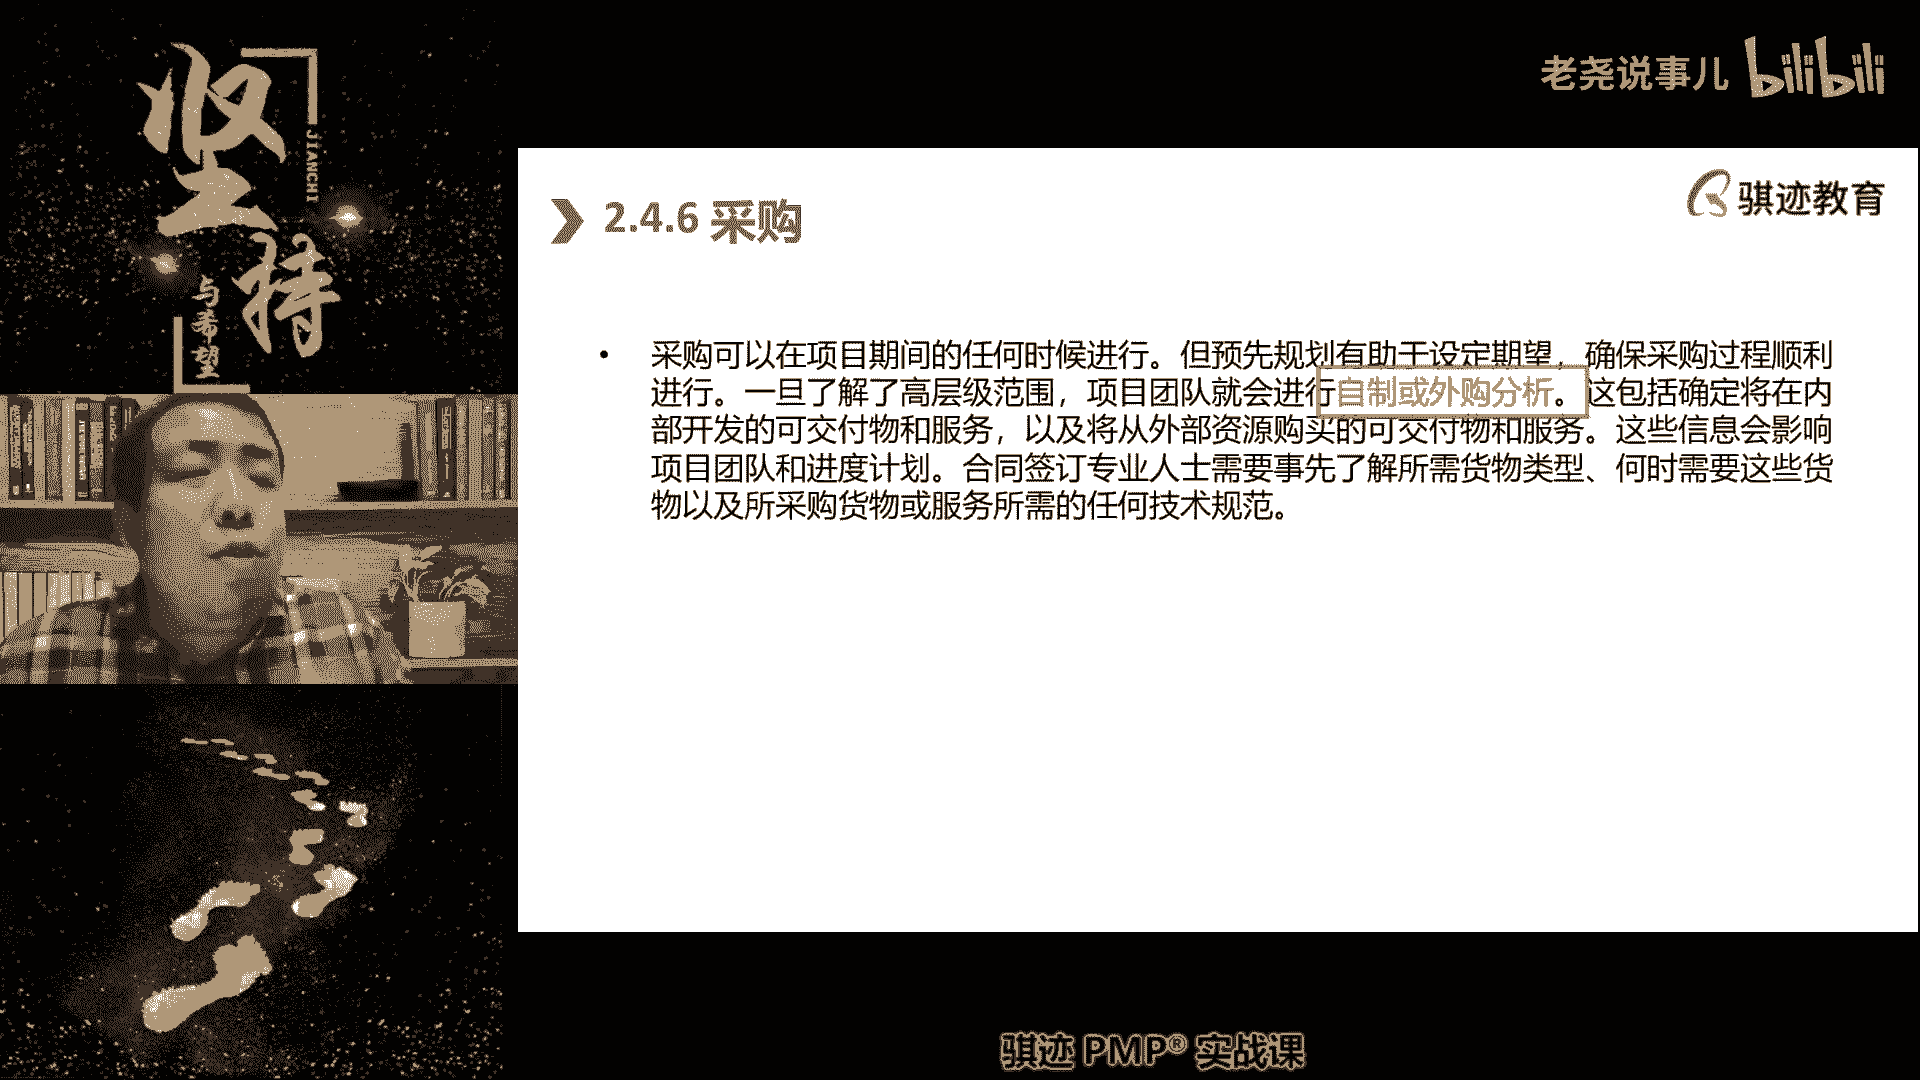 坚持
JIANCHI
与希望
老尧说事儿 bilibili
骐迹教育
2.4.6 采购
• 采购可以在项目期间的任何时候进行。但预先规划有助于设定期望，确保采购过程顺利
进行。一旦了解了高层级范围，项目团队就会进行自制或外购分析。这包括确定将在内
部开发的可交付物和服务，以及将从外部资源购买的可交付物和服务。这些信息会影响
项目团队和进度计划。合同签订专业人士需要事先了解所需货物类型、何时需要这些货
物以及所采购货物或服务所需的任何技术规范。
骐迹 PMP® 实战课